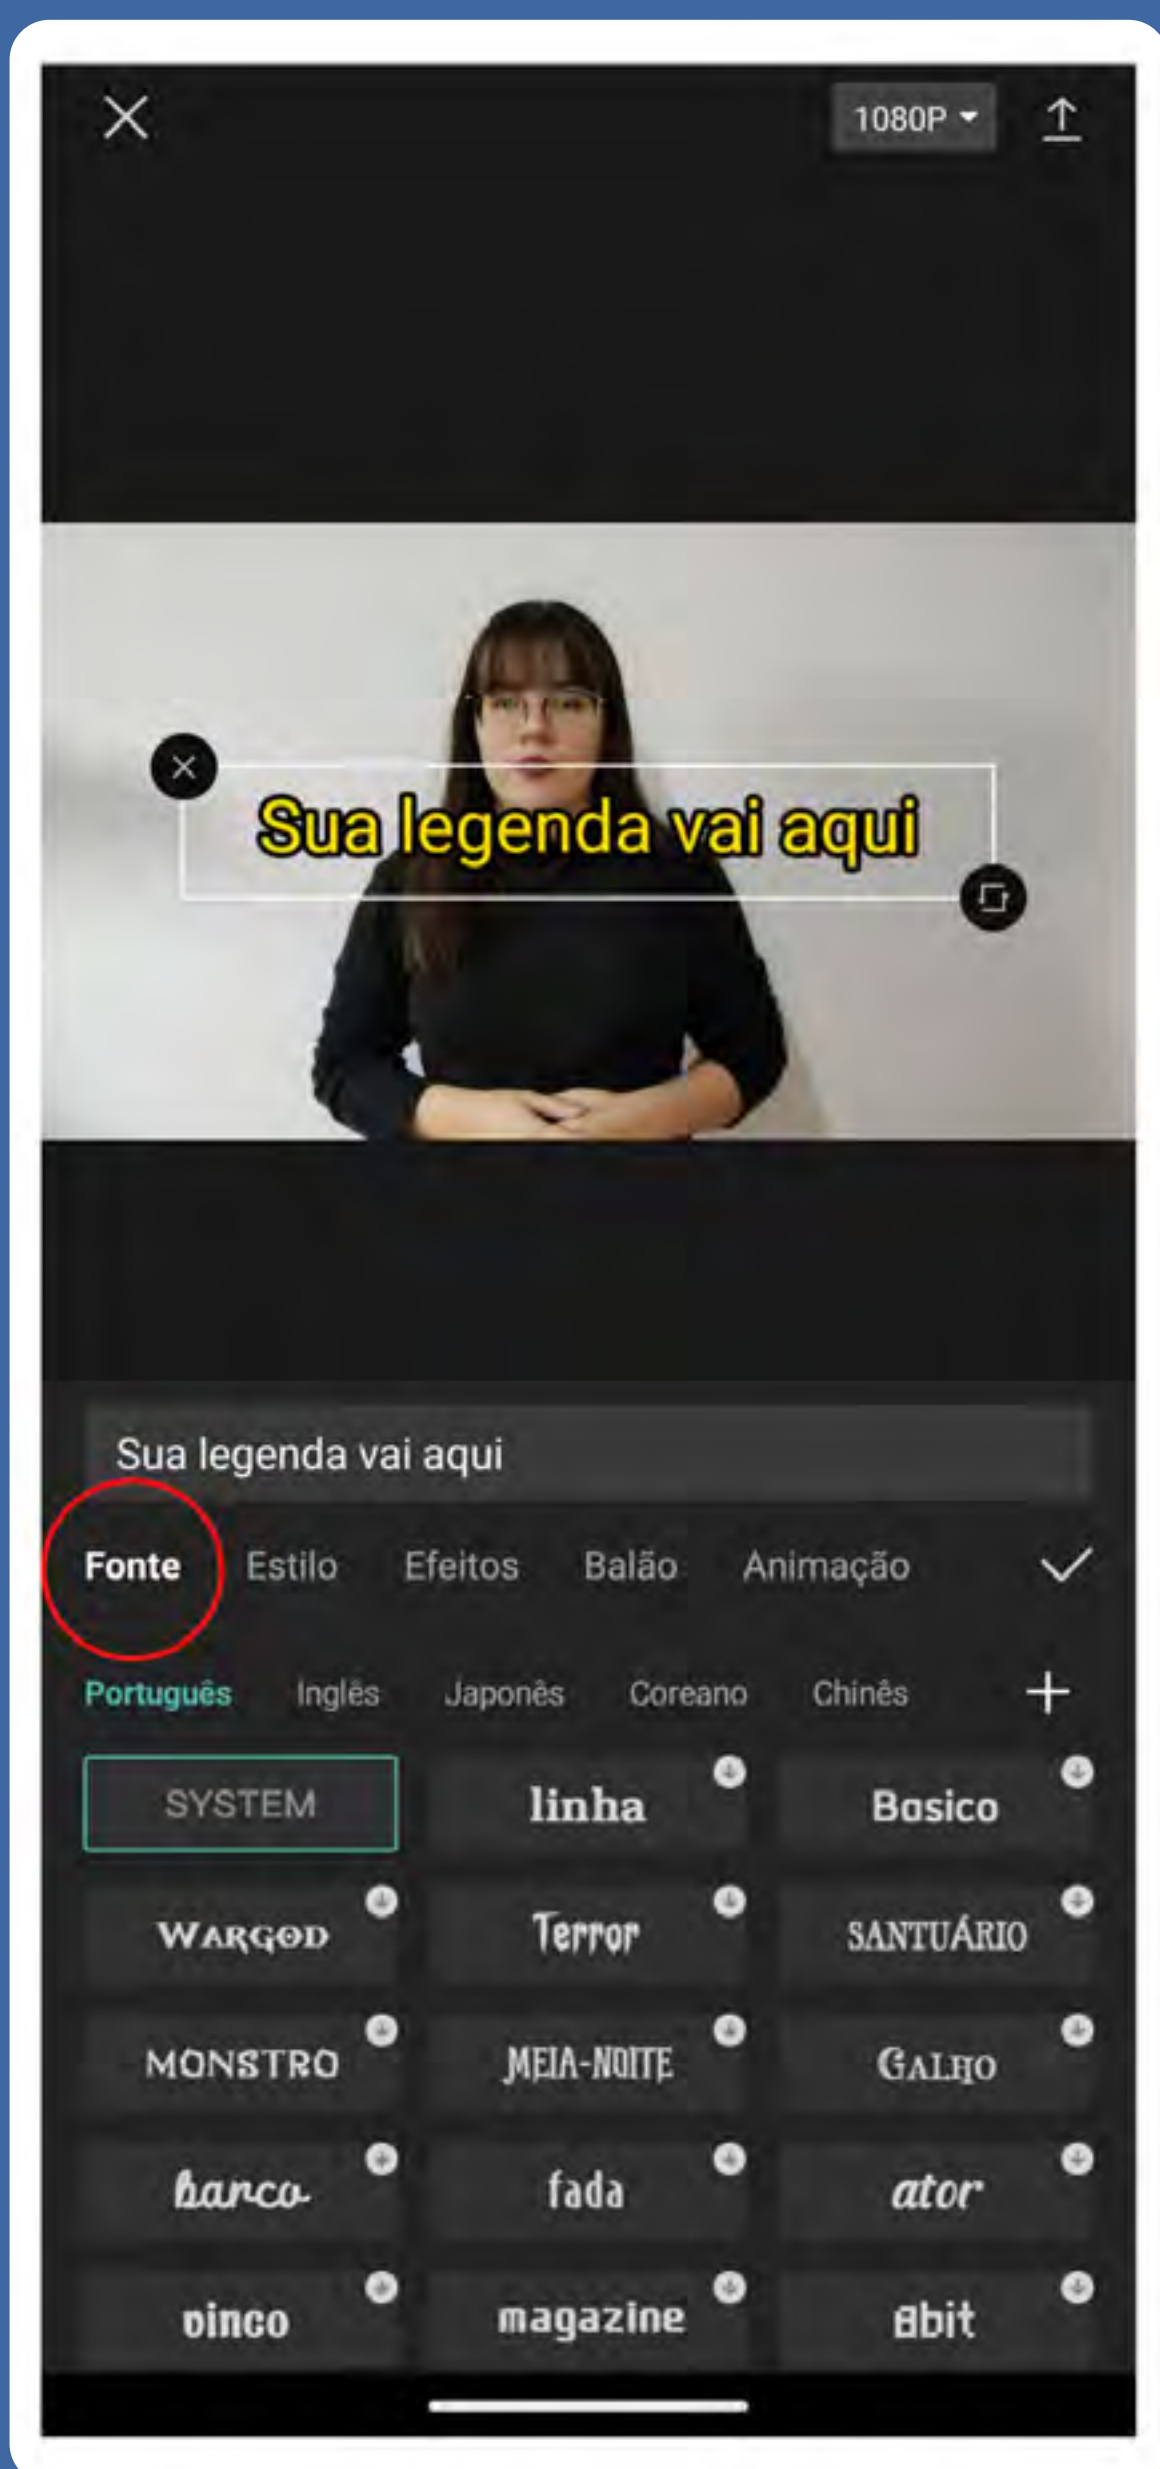 1080P
Sua legenda vai aqui
Sua legenda vai aqui
Fonte Estilo Efeitos Balão Animação
Português Inglês Japonês Coreano Chinês
SYSTEM linha Basico
WARGOD Terror SANTUÁRIO
MONSTRO MEIA-NOITE GALHO
barco fada ator
vinco magazine 8bit